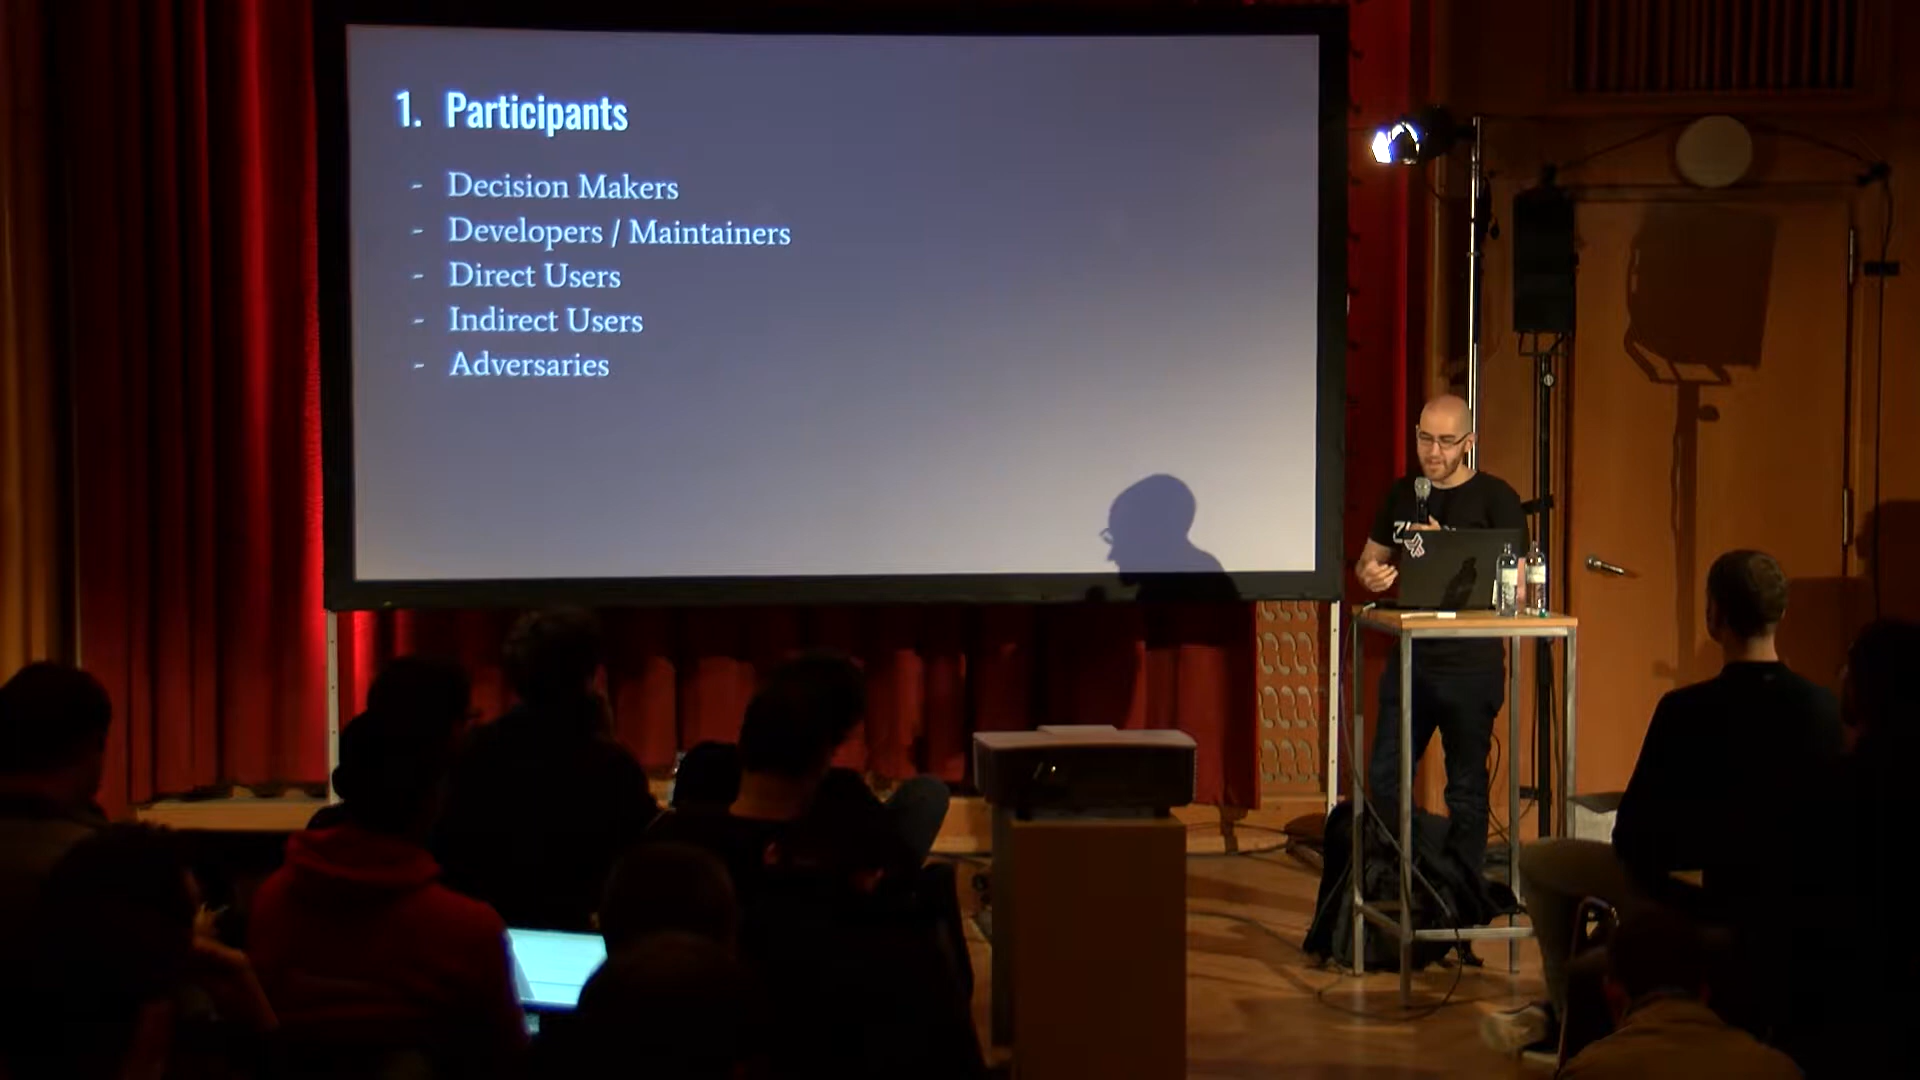 1. Participants
- Decision Makers
- Developers / Maintainers
- Direct Users
- Indirect Users
- Adversaries